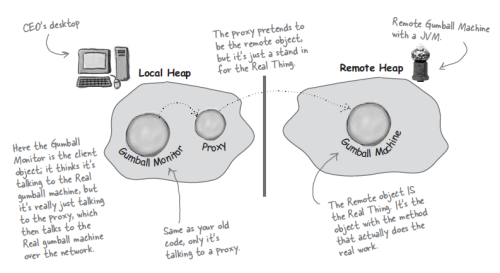 CEO's desktop
The proxy pretends to
be the remote object,
but it's just a stand in
for the Real Thing.
Remote Gumball Machine
with a JVM.
Local Heap
Remote Heap
Gumball Monitor
Proxy
Gumball Machine
Here the Gumball
Monitor is the client
object; it thinks it's
talking to the Real
gumball machine, but
it's really just talking
to the proxy, which
then talks to the
Real gumball machine
over the network.
Same as your old
code, only it's
talking to a proxy.
The Remote object IS
the Real Thing. It's the
object with the method
that actually does the
real work.